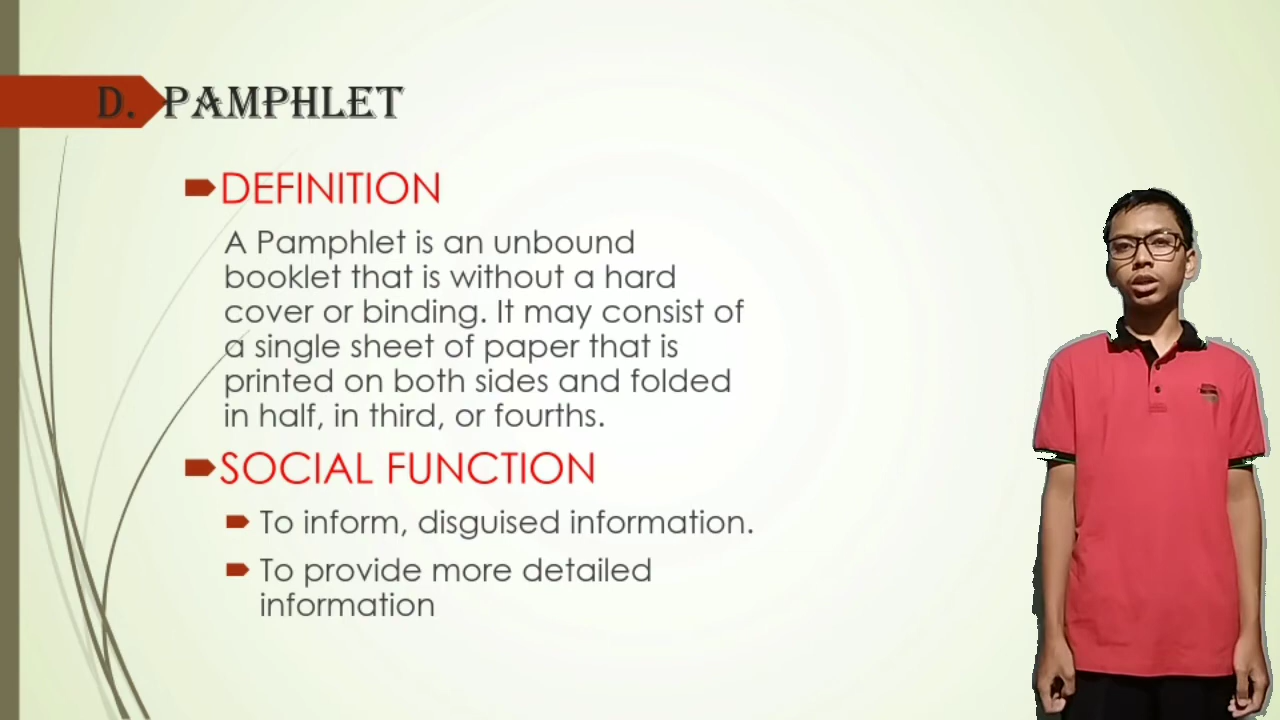 D. PAMPHLET
DEFINITION
A Pamphlet is an unbound
booklet that is without a hard
cover or binding. It may consist of
a single sheet of paper that is
printed on both sides and folded
in half, in third, or fourths.
SOCIAL FUNCTION
To inform, disguised information.
To provide more detailed
information